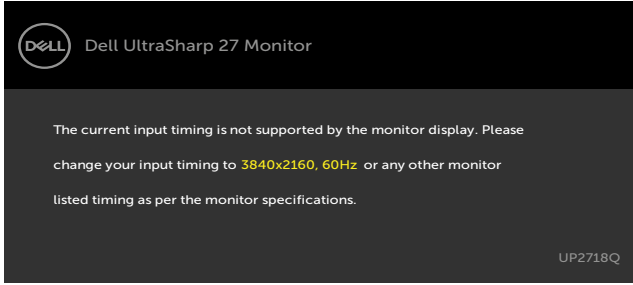 DELL Dell UltraSharp 27 Monitor
The current input timing is not supported by the monitor display. Please
change your input timing to 3840x2160, 60Hz or any other monitor
listed timing as per the monitor specifications.
UP2718Q